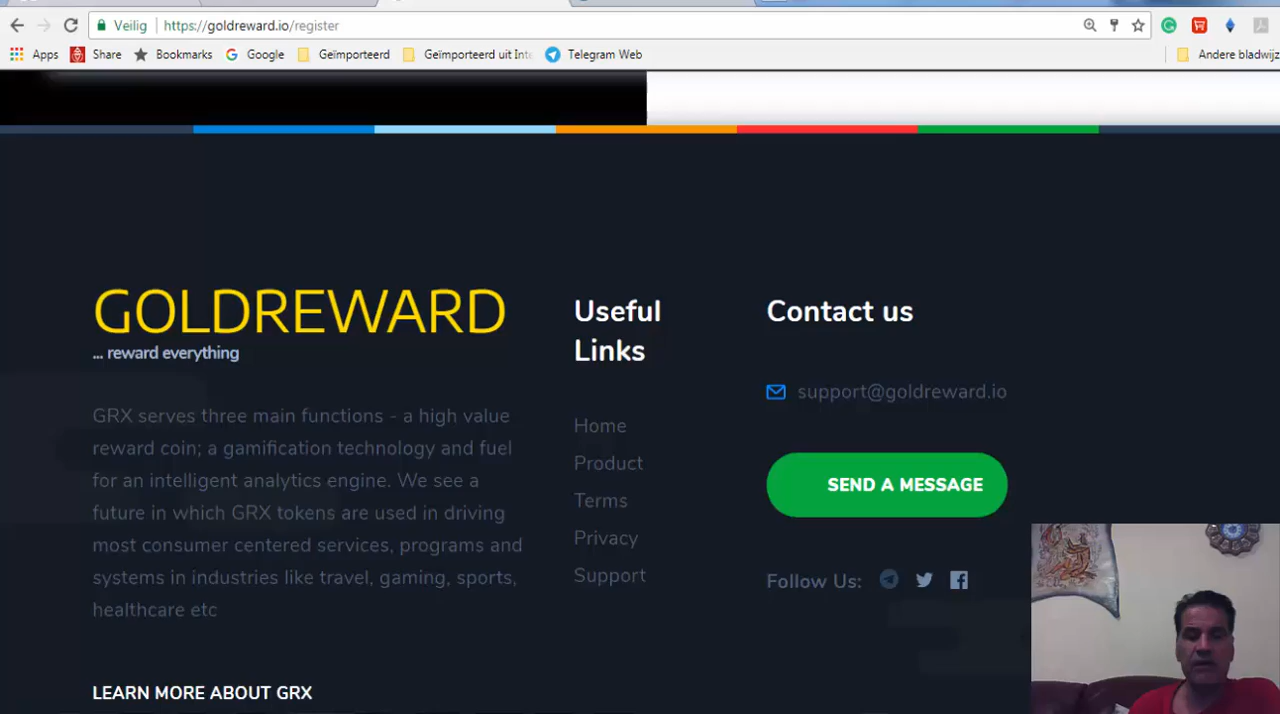 Veilig https://goldreward.io/register
Apps Share Bookmarks Google Geïmporteerd Geïmporteerd uit Inte Telegram Web Andere bladwijz
GOLDREWARD
... reward everything
GRX serves three main functions - a high value
reward coin; a gamification technology and fuel
for an intelligent analytics engine. We see a
future in which GRX tokens are used in driving
most consumer centered services, programs and
systems in industries like travel, gaming, sports,
healthcare etc
LEARN MORE ABOUT GRX
Useful
Links
Home
Product
Terms
Privacy
Support
Contact us
support@goldreward.io
SEND A MESSAGE
Follow Us: